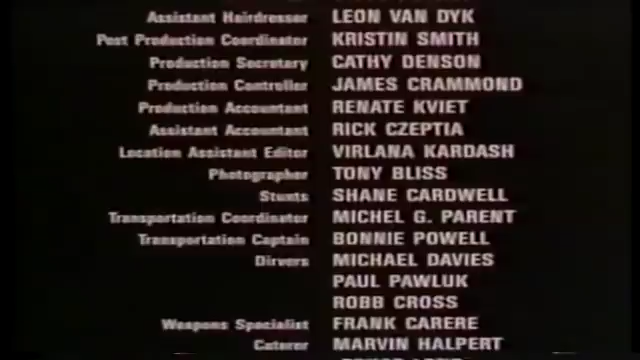 Assistant Hairdresser LEON VAN DYK
Post Production Coordinator KRISTIN SMITH
Production Secretary CATHY DENSON
Production Controller JAMES CRAMMOND
Production Accountant RENATE KVIET
Assistant Accountant RICK CZEPTIA
Location Assistant Editor VIRLANA KARDASH
Photographer TONY BLISS
Stunts SHANE CARDWELL
Transportation Coordinator MICHEL G. PARENT
Transportation Captain BONNIE POWELL
Dirvers MICHAEL DAVIES
PAUL PAWLUK
ROBB CROSS
Weapons Specialist FRANK CARERE
Caterer MARVIN HALPERT